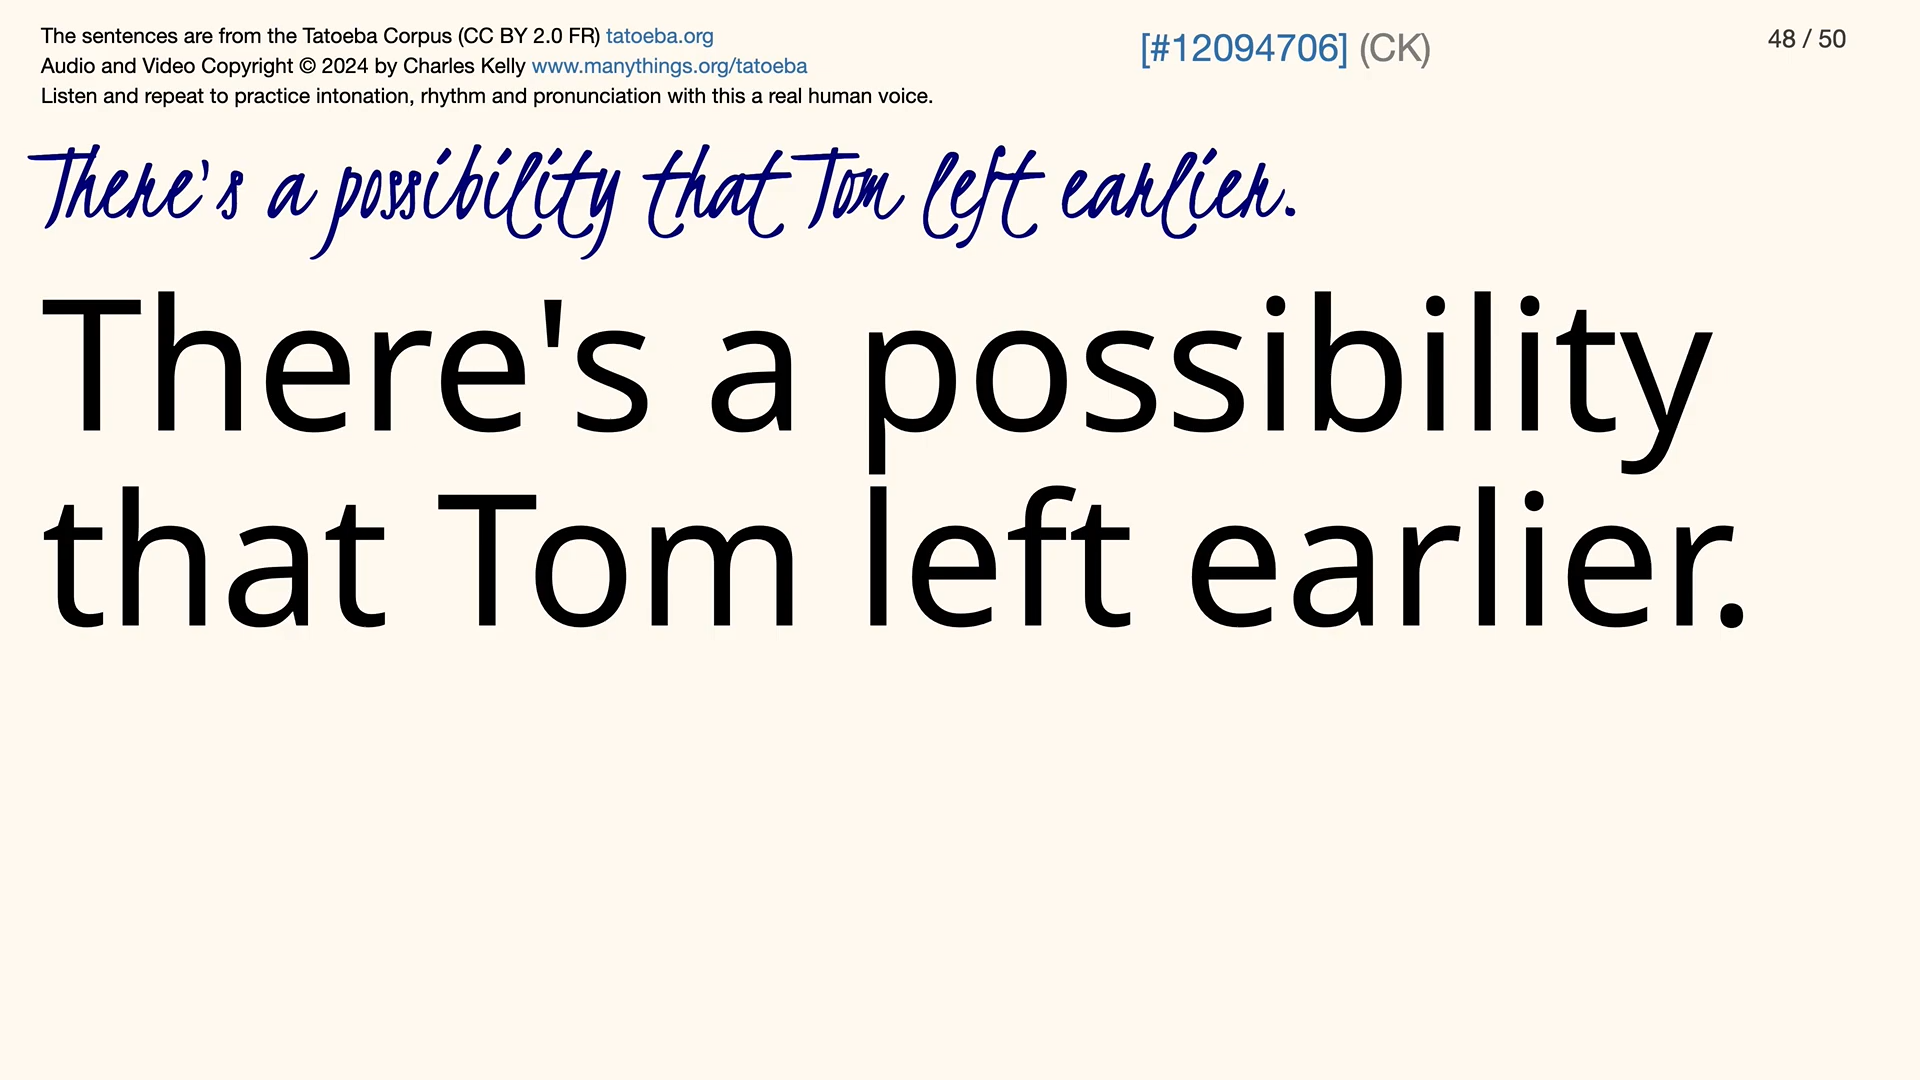 The sentences are from the Tatoeba Corpus (CC BY 2.0 FR) tatoeba.org
Audio and Video Copyright © 2024 by Charles Kelly www.manythings.org/tatoeba
Listen and repeat to practice intonation, rhythm and pronunciation with this a real human voice.
[#12094706] (CK)
48 / 50
There's a possibility that Tom left earlier.
There's a possibility
that Tom left earlier.